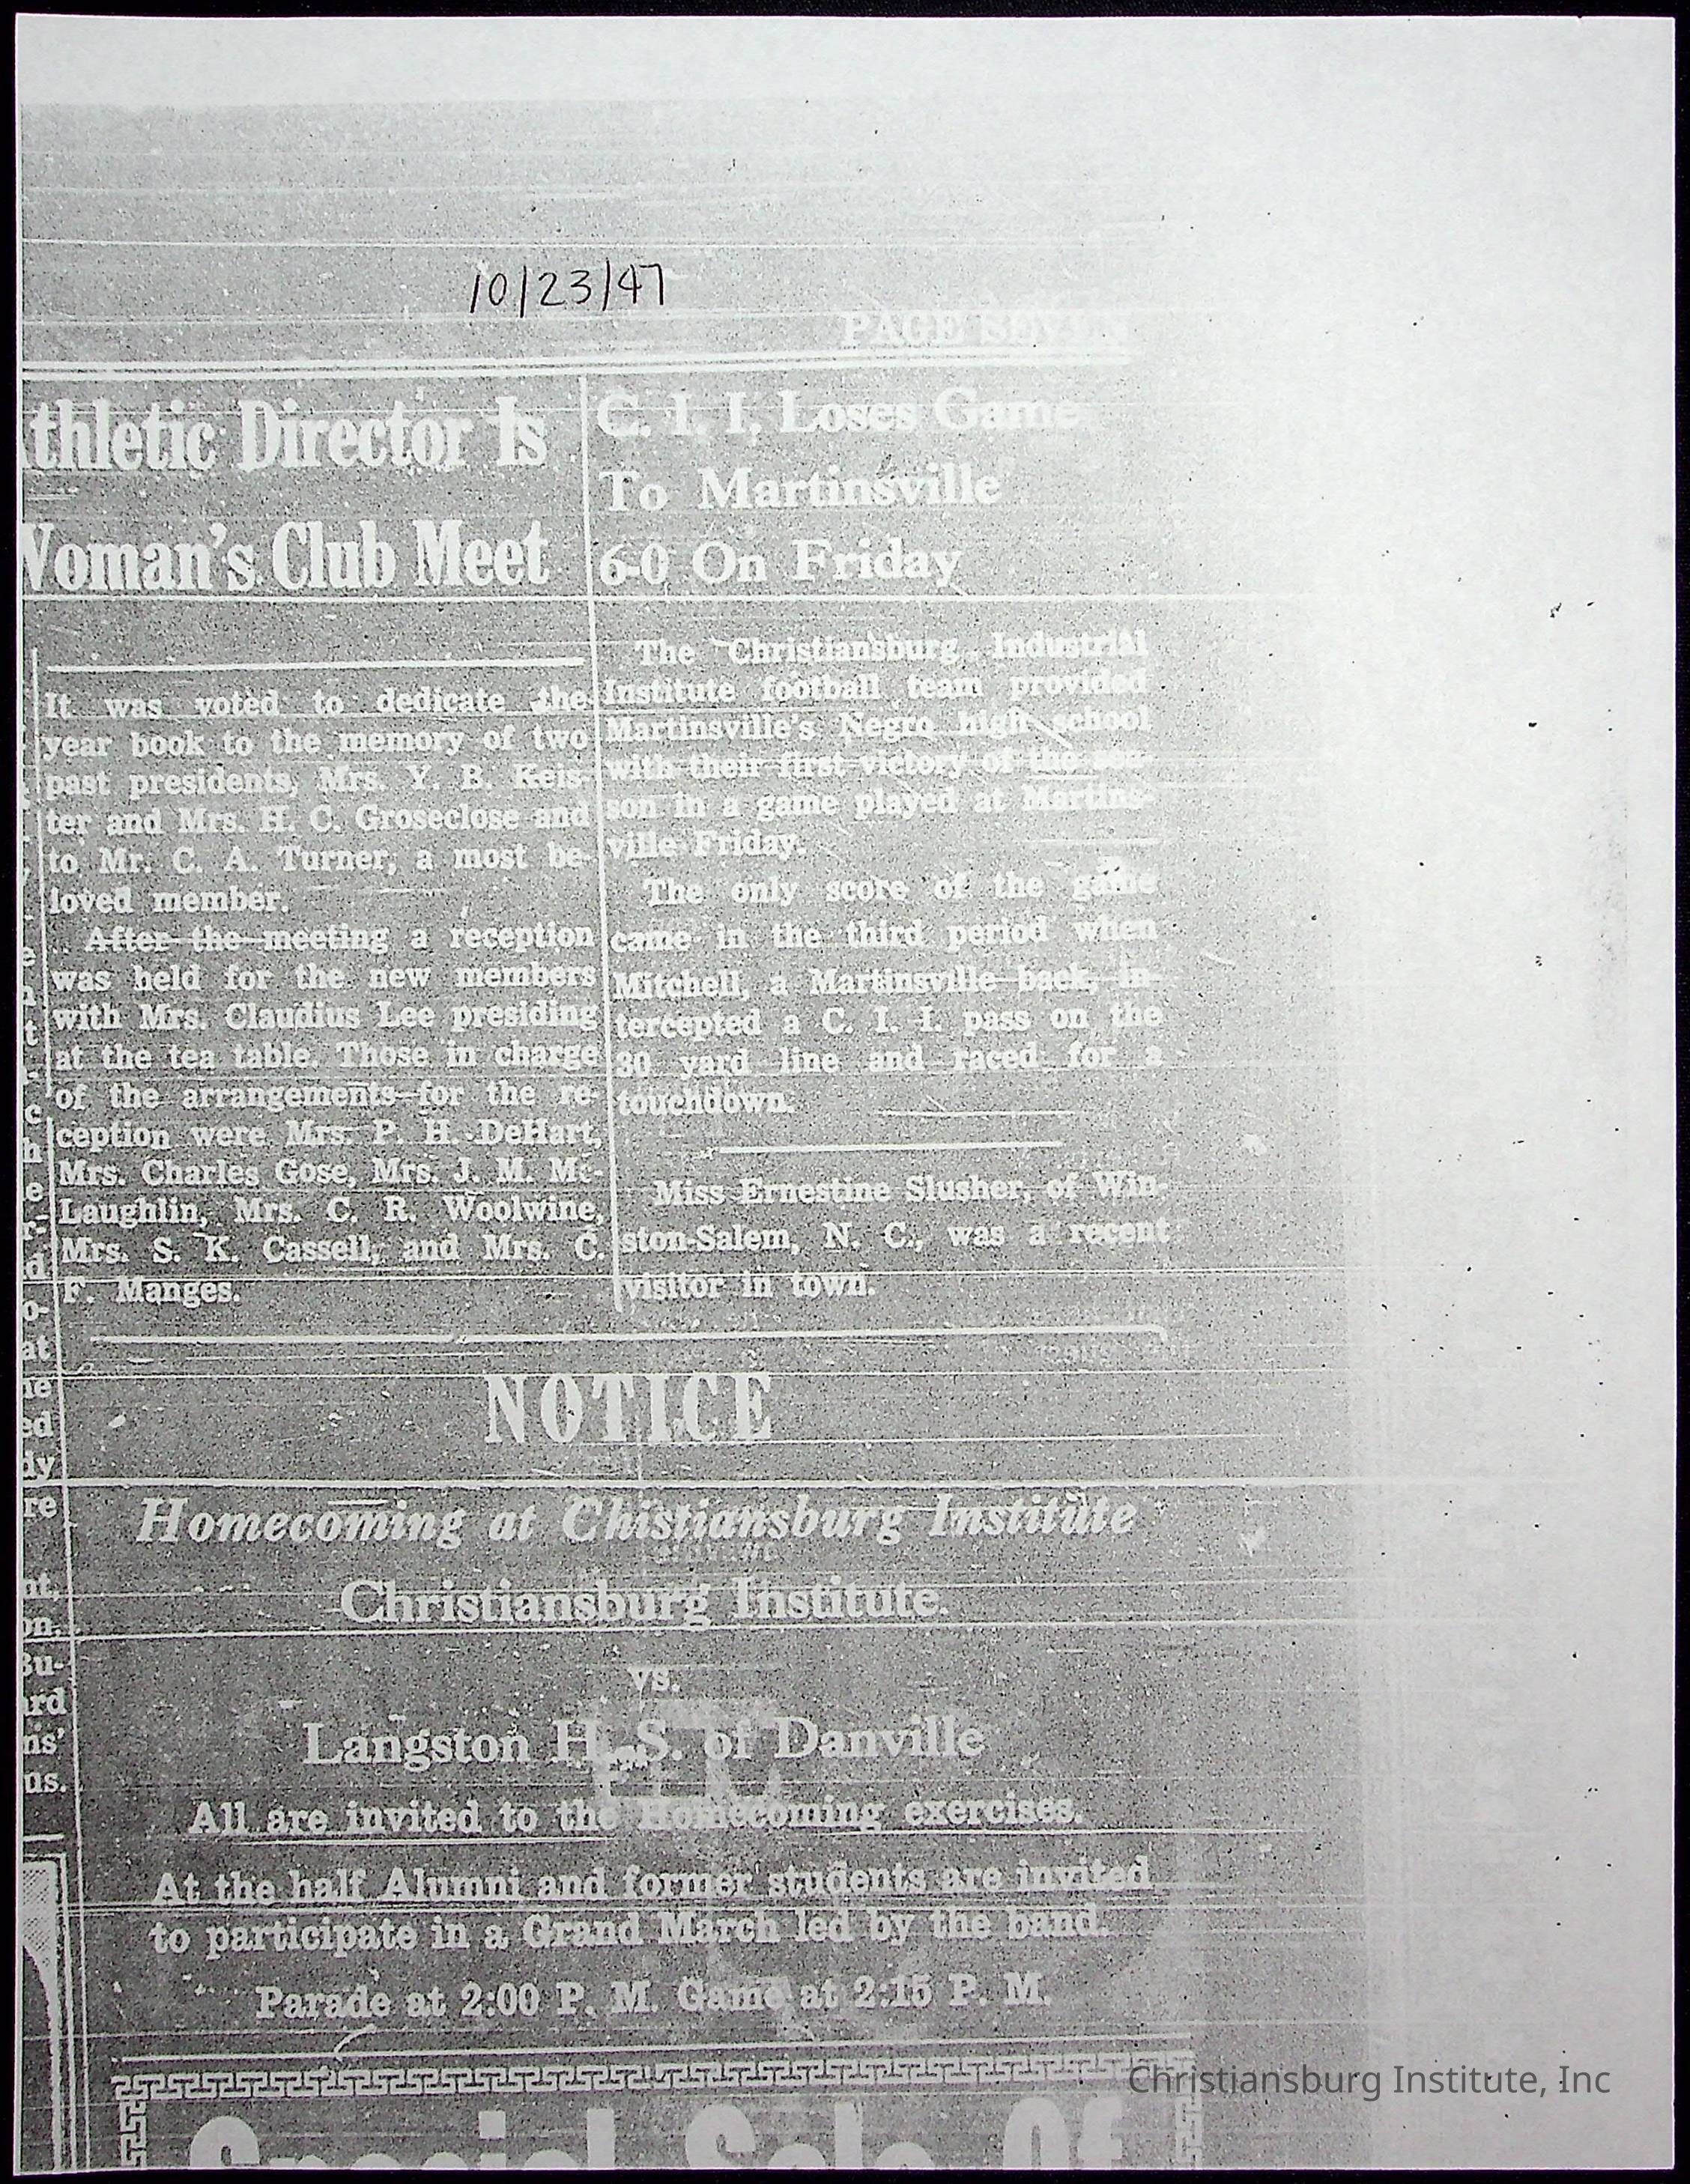 10/23/47
PAGE SEVEN
thletic Director Is
Woman's Club Meet
It was voted to dedicate the
year book to the memory of two
past presidents, Mrs. Y. B. Keis-
ter and Mrs. H. C. Groseclose and
to Mr. C. A. Turner, a most be-
loved member.
After the meeting a reception
was held for the new members
with Mrs. Claudius Lee presiding
at the tea table. Those in charge
of the arrangements for the re-
ception were Mrs. P. H. DeHart,
Mrs. Charles Gose, Mrs. J. M. Mc-
Laughlin, Mrs. C. R. Woolwine,
Mrs. S. K. Cassell, and Mrs. C.
F. Manges.
C. I. I. Loses Game
To Martinsville
6-0 On Friday
The Christiansburg Industrial
Institute football team provided
Martinsville's Negro high school
with their first victory of the sea-
son in a game played at Martins-
ville Friday.
The only score of the game
came in the third period when
Mitchell, a Martinsville back, in-
tercepted a C. I. I. pass on the
30 yard line and raced for a
touchdown.
Miss Ernestine Slusher, of Win-
ston-Salem, N. C., was a recent
visitor in town.
NOTICE
Homecoming at Chistiansburg Institute
Christiansburg Institute.
vs.
Langston H. S. of Danville
All are invited to the Homecoming exercises.
At the half Alumni and former students are invited
to participate in a Grand March led by the band.
Parade at 2:00 P. M. Game at 2:15 P. M.
Special Sale Of
Christiansburg Institute, Inc